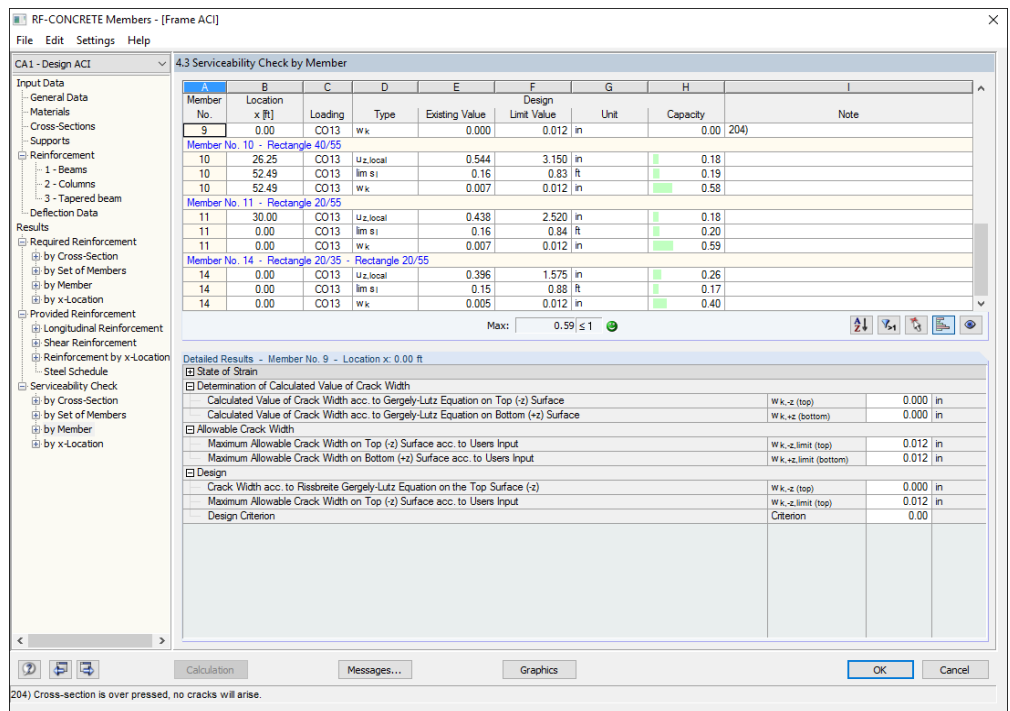 RF-CONCRETE Members - [Frame ACI]
File Edit Settings Help
CA1 - Design ACI
4.3 Serviceability Check by Member
Input Data
General Data
Materials
Cross-Sections
Supports
Reinforcement
1 - Beams
2 - Columns
3 - Tapered beam
Deflection Data
Results
Required Reinforcement
by Cross-Section
by Set of Members
by Member
by x-Location
Provided Reinforcement
Longitudinal Reinforcement
Shear Reinforcement
Reinforcement by x-Location
Steel Schedule
Serviceability Check
by Cross-Section
by Set of Members
by Member
by x-Location
A B C D E F G H I
Member Location Design
No. x [ft] Loading Type Existing Value Limit Value Unit Capacity Note
9 0.00 CO13 wk 0.000 0.012 in 0.00 204)
Member No. 10 - Rectangle 40/55
10 26.25 CO13 uz,local 0.544 3.150 in 0.18
10 52.49 CO13 lim sl 0.16 0.83 ft 0.19
10 52.49 CO13 wk 0.007 0.012 in 0.58
Member No. 11 - Rectangle 20/55
11 30.00 CO13 uz,local 0.438 2.520 in 0.18
11 0.00 CO13 lim sl 0.16 0.84 ft 0.20
11 0.00 CO13 wk 0.007 0.012 in 0.59
Member No. 14 - Rectangle 20/35 - Rectangle 20/55
14 0.00 CO13 uz,local 0.396 1.575 in 0.26
14 0.00 CO13 lim sl 0.15 0.88 ft 0.17
14 0.00 CO13 wk 0.005 0.012 in 0.40
Max: 0.59 ≤ 1
Detailed Results - Member No. 9 - Location x: 0.00 ft
State of Strain
Determination of Calculated Value of Crack Width
Calculated Value of Crack Width acc. to Gergely-Lutz Equation on Top (-z) Surface wk,-z (top) 0.000 in
Calculated Value of Crack Width acc. to Gergely-Lutz Equation on Bottom (+z) Surface wk,+z (bottom) 0.000 in
Allowable Crack Width
Maximum Allowable Crack Width on Top (-z) Surface acc. to Users Input wk,-z,limit (top) 0.012 in
Maximum Allowable Crack Width on Bottom (+z) Surface acc. to Users Input wk,+z,limit (bottom) 0.012 in
Design
Crack Width acc. to Rissbreite Gergely-Lutz Equation on the Top Surface (-z) wk,-z (top) 0.000 in
Maximum Allowable Crack Width on Top (-z) Surface acc. to Users Input wk,-z,limit (top) 0.012 in
Design Criterion Criterion 0.00
Calculation Messages... Graphics OK Cancel
204) Cross-section is over pressed, no cracks will arise.